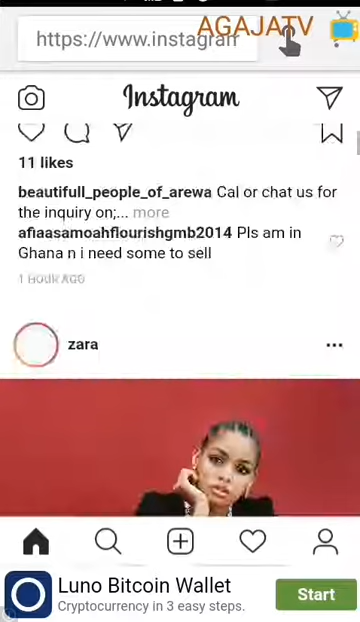 AGAJATV
https://www.instagram
Instagram
11 likes
beautifull_people_of_arewa Cal or chat us for
the inquiry on;... more
afiaasamoahflourishgmb2014 Pls am in
Ghana n i need some to sell
1 HOUR AGO
zara
Luno Bitcoin Wallet
Cryptocurrency in 3 easy steps.
Start